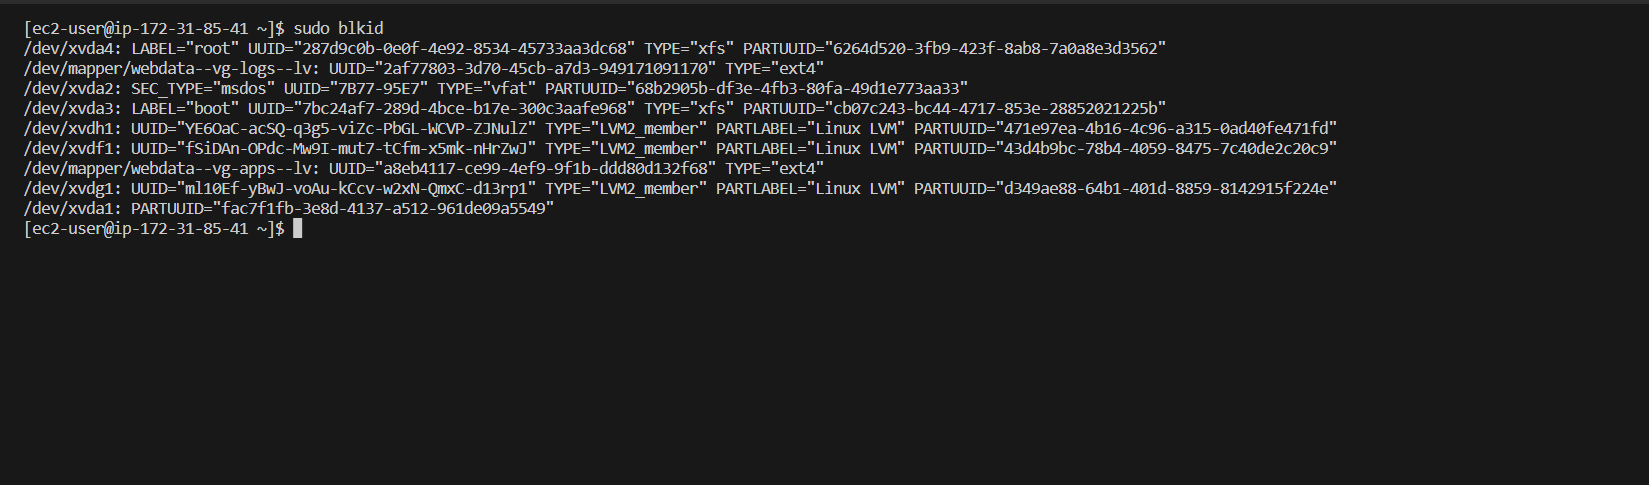 [ec2-user@ip-172-31-85-41 ~]$ sudo blkid
/dev/xvda4: LABEL="root" UUID="287d9c0b-0e0f-4e92-8534-45733aa3dc68" TYPE="xfs" PARTUUID="6264d520-3fb9-423f-8ab8-7a0a8e3d3562"
/dev/mapper/webdata--vg-logs--lv: UUID="2af77803-3d70-45cb-a7d3-949171091170" TYPE="ext4"
/dev/xvda2: SEC_TYPE="msdos" UUID="7B77-95E7" TYPE="vfat" PARTUUID="68b2905b-df3e-4fb3-80fa-49d1e773aa33"
/dev/xvda3: LABEL="boot" UUID="7bc24af7-289d-4bce-b17e-300c3aafe968" TYPE="xfs" PARTUUID="cb07c243-bc44-4717-853e-28852021225b"
/dev/xvdh1: UUID="YE6OaC-acSQ-q3g5-viZc-PbGL-WCVP-ZJNulZ" TYPE="LVM2_member" PARTLABEL="Linux LVM" PARTUUID="471e97ea-4b16-4c96-a315-0ad40fe471fd"
/dev/xvdf1: UUID="fSiDAn-OPdc-Mw9I-mut7-tCfm-x5mk-nHrZwJ" TYPE="LVM2_member" PARTLABEL="Linux LVM" PARTUUID="43d4b9bc-78b4-4059-8475-7c40de2c20c9"
/dev/mapper/webdata--vg-apps--lv: UUID="a8eb4117-ce99-4ef9-9f1b-ddd80d132f68" TYPE="ext4"
/dev/xvdg1: UUID="ml10Ef-yBwJ-voAu-kCcv-w2xN-QmxC-d13rp1" TYPE="LVM2_member" PARTLABEL="Linux LVM" PARTUUID="d349ae88-64b1-401d-8859-8142915f224e"
/dev/xvda1: PARTUUID="fac7f1fb-3e8d-4137-a512-961de09a5549"
[ec2-user@ip-172-31-85-41 ~]$